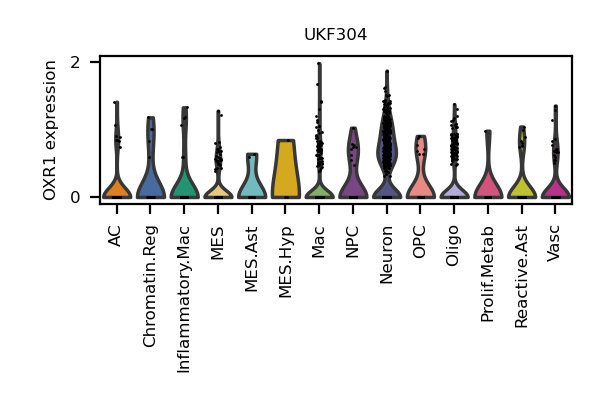 UKF304
OXR1 expression
2
0
AC
Chromatin.Reg
Inflammatory.Mac
MES
MES.Ast
MES.Hyp
Mac
NPC
Neuron
OPC
Oligo
Prolif.Metab
Reactive.Ast
Vasc